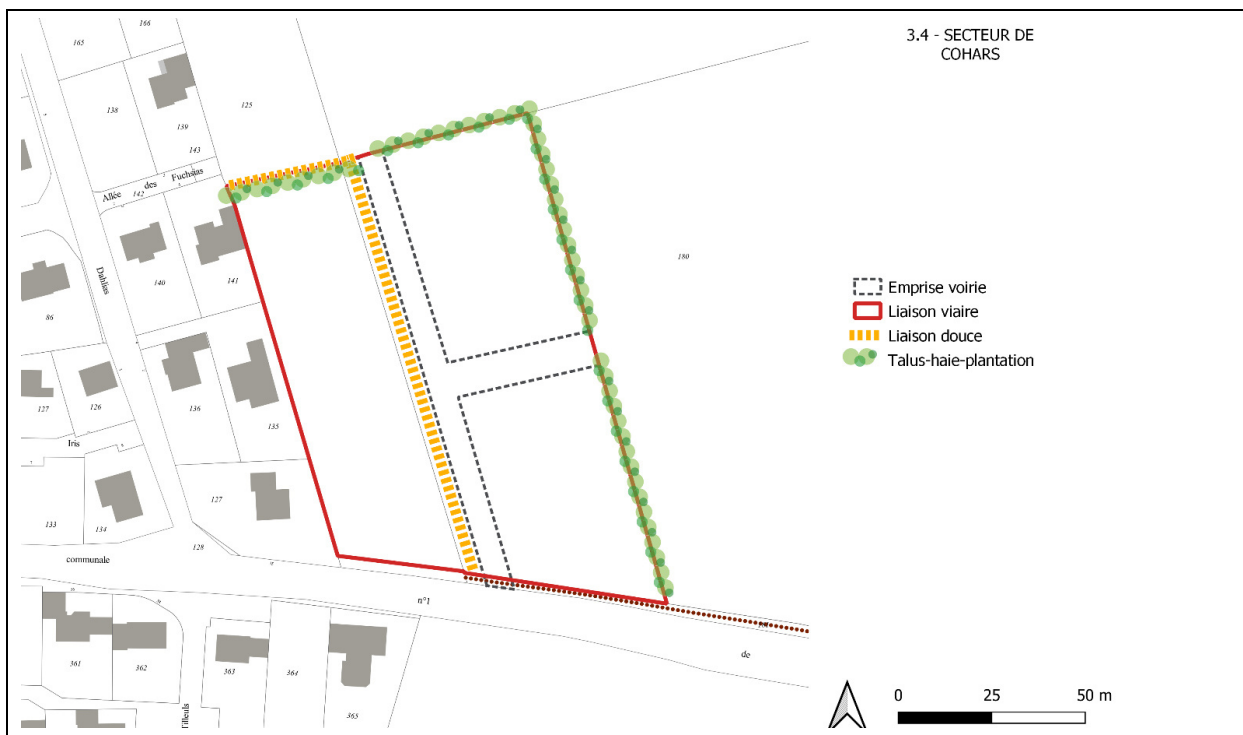 3.4 - SECTEUR DE
COHARS
166
165
125
138
139
143
Allée des Fuchsias
142
Dahlias
140
141
180
86
Emprise voirie
Liaison viaire
Liaison douce
Talus-haie-plantation
127
126
136
135
Iris
127
133
134
128
communale
n°1
de
361
362
363
364
365
Tilleuls
0 25 50 m